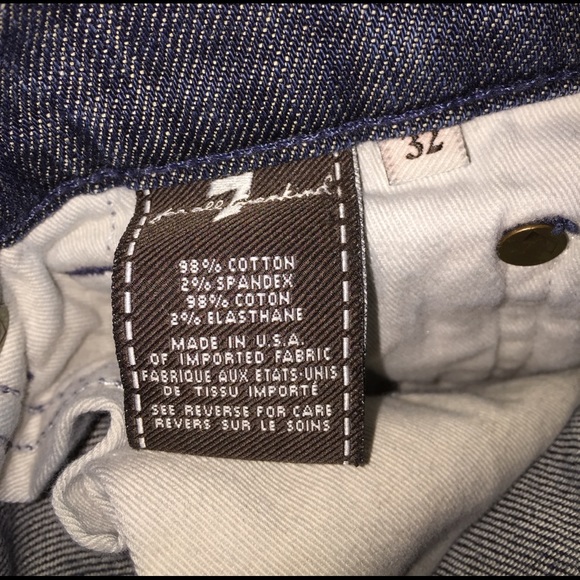 32
7
for all mankind
98% COTTON
2% SPANDEX
98% COTON
2% ELASTHANE
MADE IN U.S.A.
OF IMPORTED FABRIC
FABRIQUE AUX ETATS-UNIS
DE TISSU IMPORTÉ
SEE REVERSE FOR CARE
REVERS SUR LE SOINS